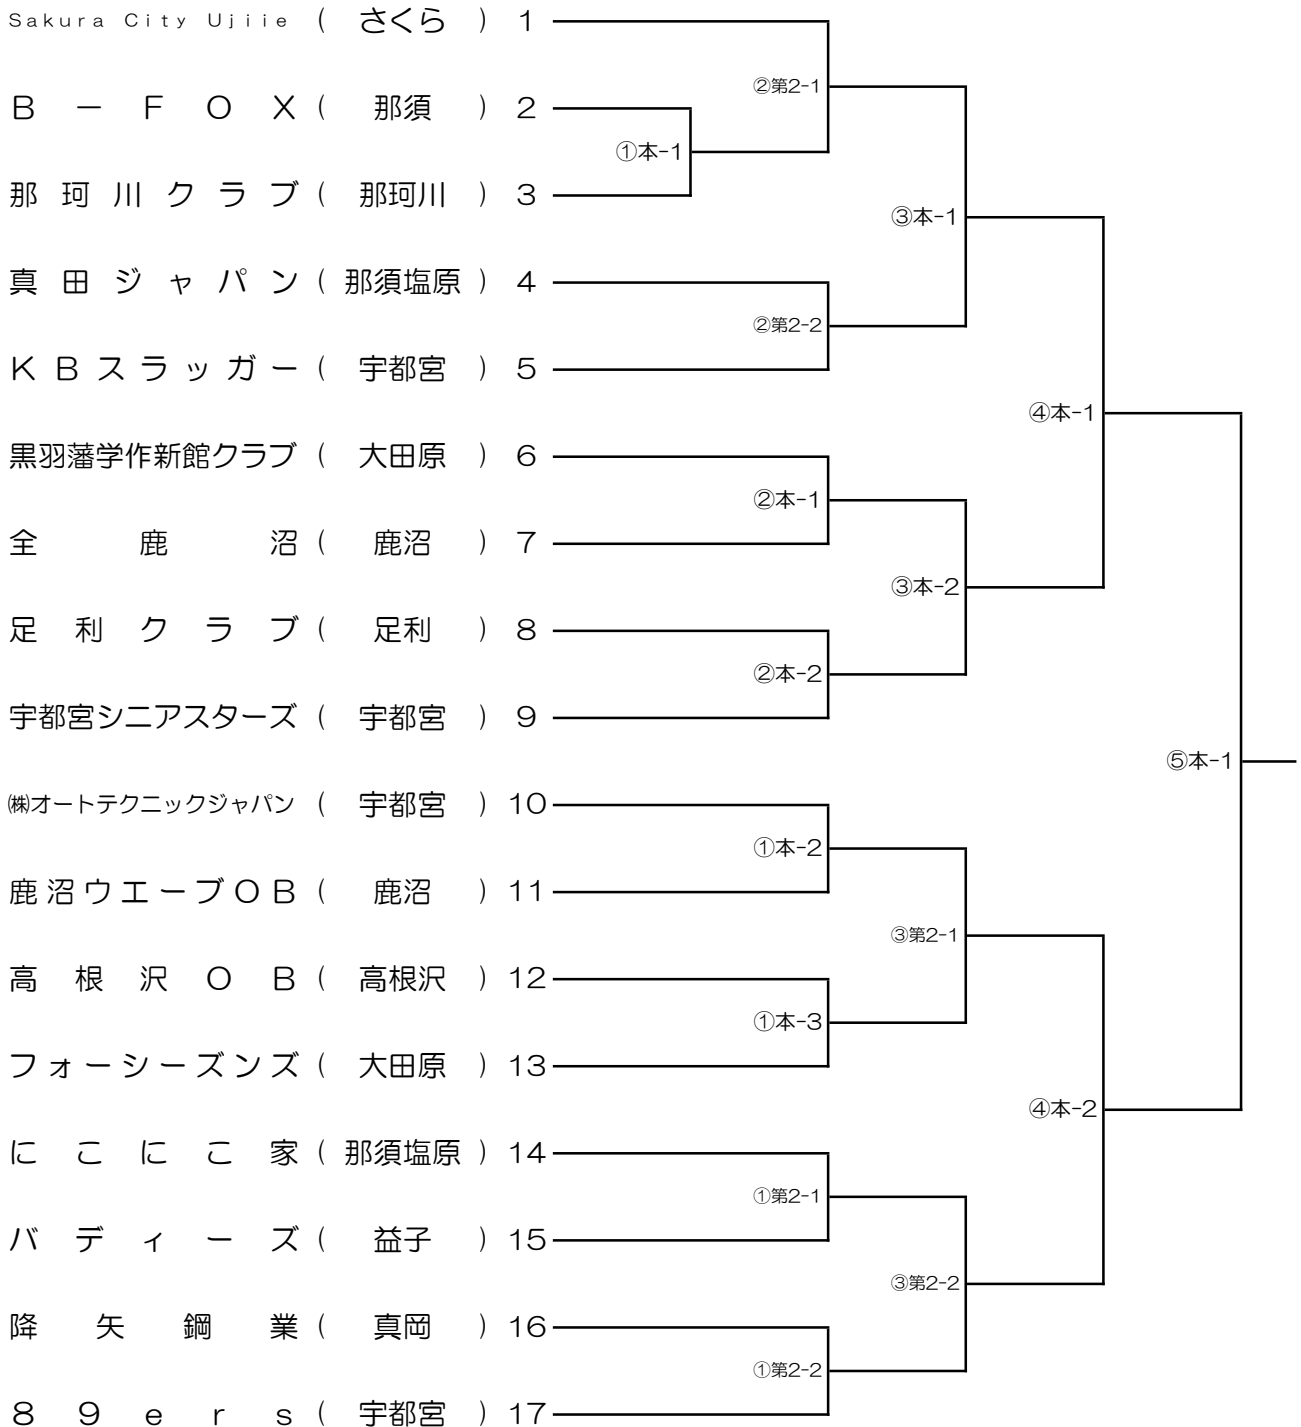 Sakura City Ujiie ( さくら ) 1
②第2-1
B－FOX ( 那須 ) 2
①本-1
那珂川クラブ ( 那珂川 ) 3
③本-1
真田ジャパン ( 那須塩原 ) 4
②第2-2
KBスラッガー ( 宇都宮 ) 5
④本-1
黒羽藩学作新館クラブ ( 大田原 ) 6
②本-1
全鹿沼 ( 鹿沼 ) 7
③本-2
足利クラブ ( 足利 ) 8
②本-2
宇都宮シニアスターズ ( 宇都宮 ) 9
⑤本-1
㈱オートテクニックジャパン ( 宇都宮 ) 10
①本-2
鹿沼ウエーブOB ( 鹿沼 ) 11
③第2-1
高根沢OB ( 高根沢 ) 12
①本-3
フォーシーズンズ ( 大田原 ) 13
④本-2
にこにこ家 ( 那須塩原 ) 14
①第2-1
バディーズ ( 益子 ) 15
③第2-2
降矢鋼業 ( 真岡 ) 16
①第2-2
89ers ( 宇都宮 ) 17